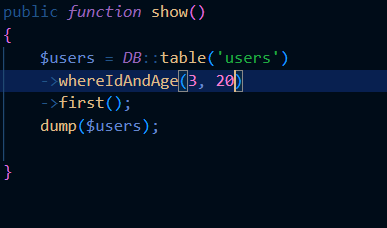 public function show()
{
    $users = DB::table('users')
    ->whereIdAndAge(3, 20)
    ->first();
    dump($users);
}